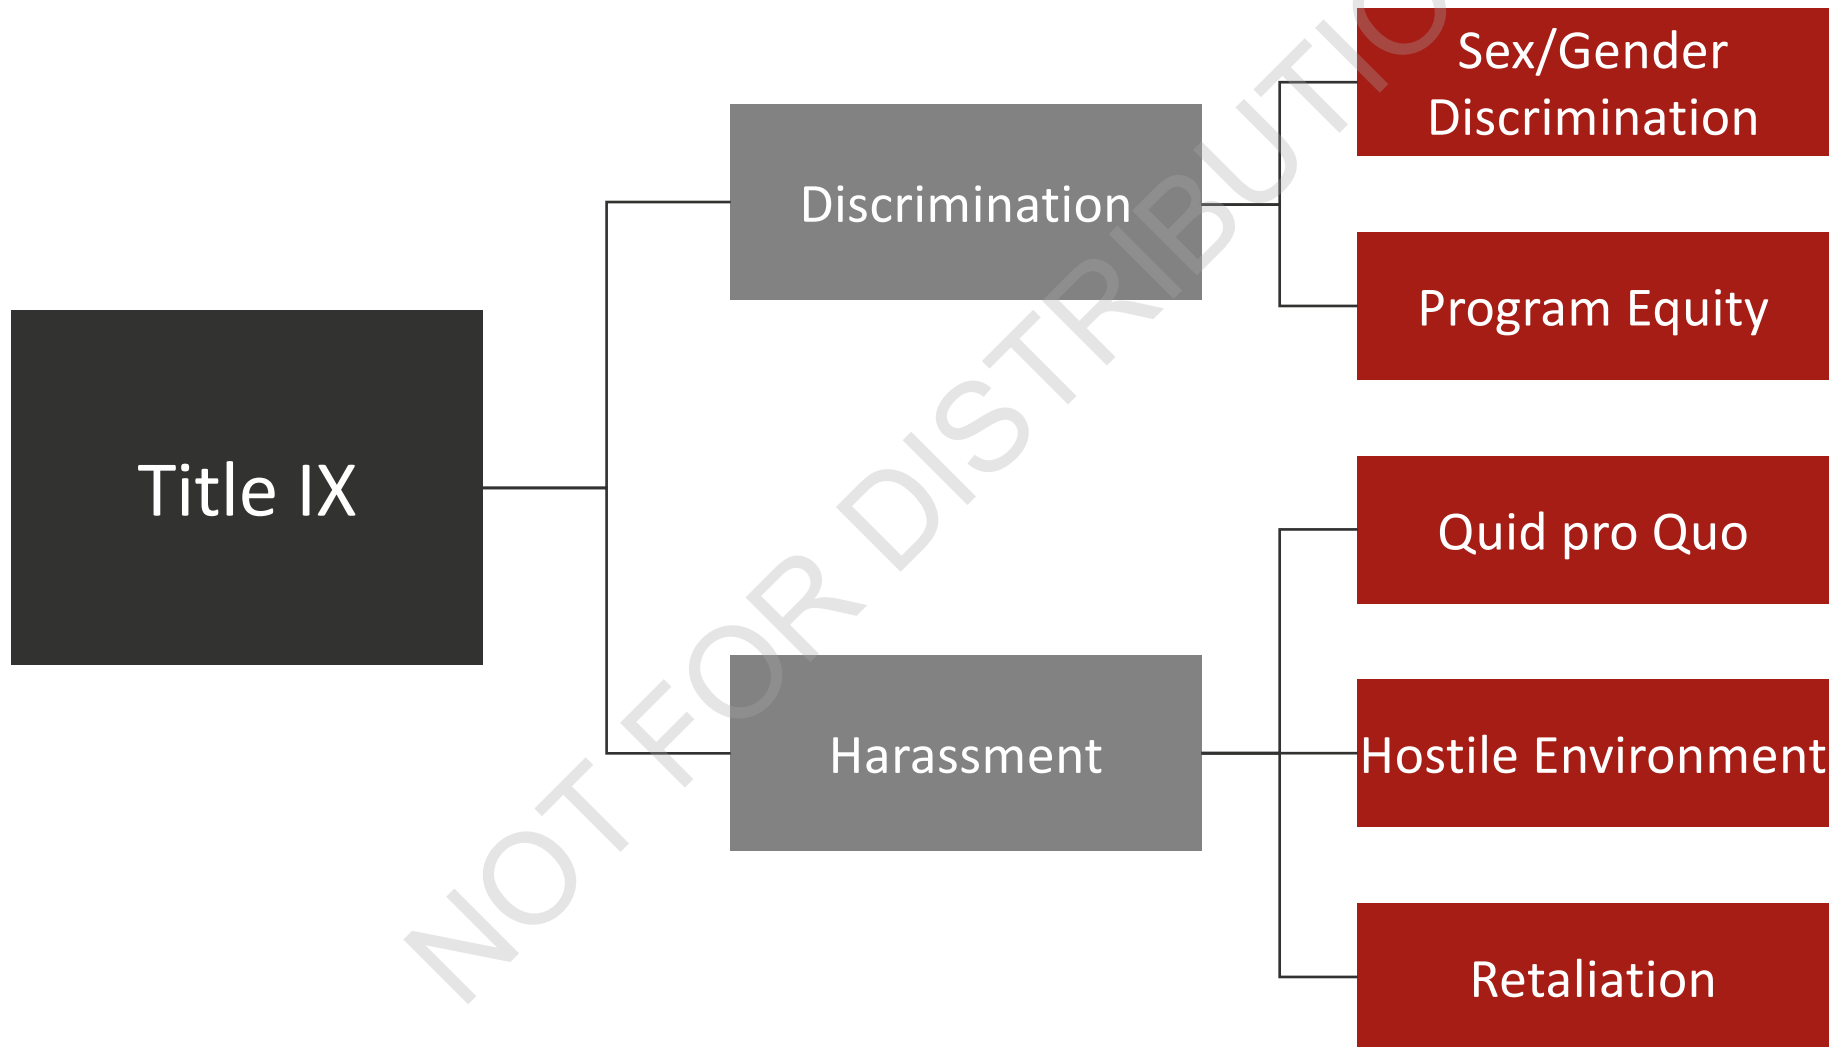 Title IX
Discrimination
Sex/Gender
Discrimination
Program Equity
Harassment
Quid pro Quo
Hostile Environment
Retaliation
NOT FOR DISTRIBUTIO